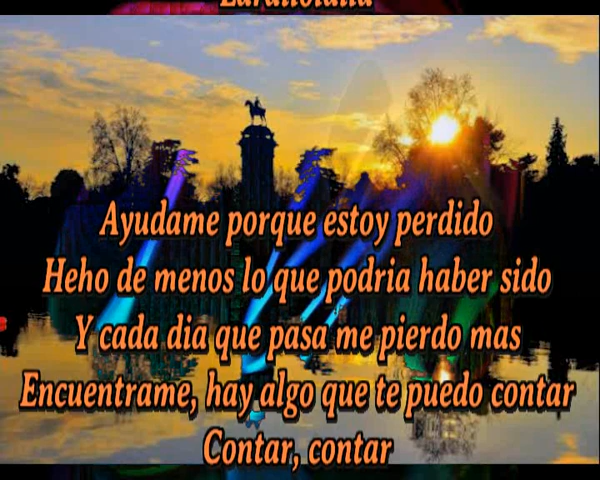 Ayudame porque estoy perdido
Heho de menos lo que podria haber sido
Y cada dia que pasa me pierdo mas
Encuentrame, hay algo que te puedo contar
Contar, contar